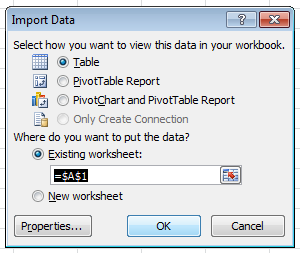 Import Data
?
Select how you want to view this data in your workbook.
Table
PivotTable Report
PivotChart and PivotTable Report
Only Create Connection
Where do you want to put the data?
Existing worksheet:
=$A$1
New worksheet
Properties... OK Cancel